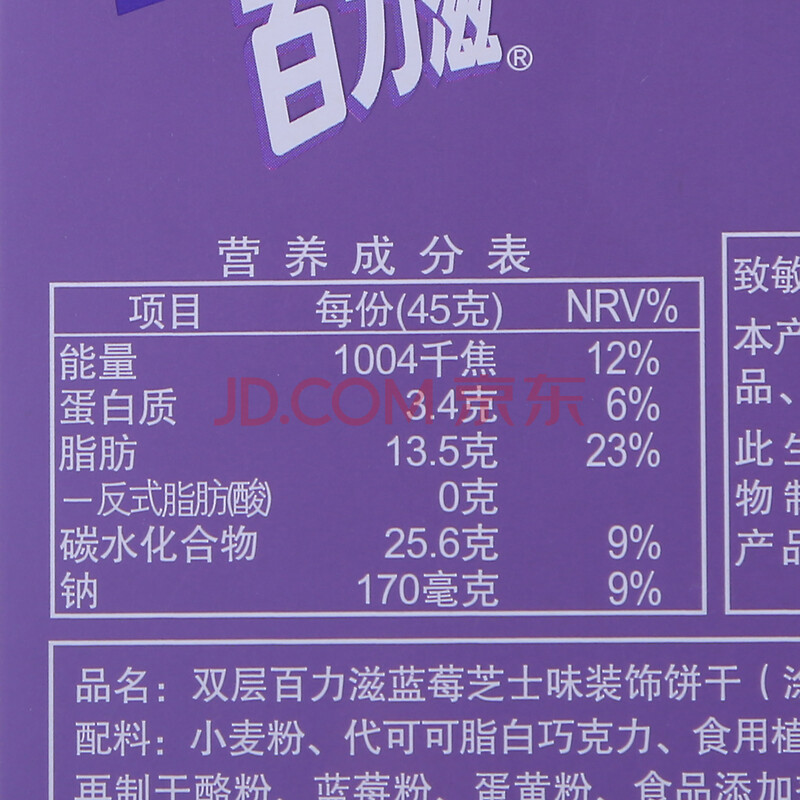 百力滋®
营养成分表
项目 每份(45克) NRV%
能量 1004千焦 12%
蛋白质 3.4克 6%
JD.COM 京东
脂肪 13.5克 23%
—反式脂肪(酸) 0克
碳水化合物 25.6克 9%
钠 170毫克 9%
致敏
本产
品、
此生
物制
产品
品名：双层百力滋蓝莓芝士味装饰饼干（涂
配料：小麦粉、代可可脂白巧克力、食用植
再制干酪粉、蓝莓粉、蛋黄粉、食品添加